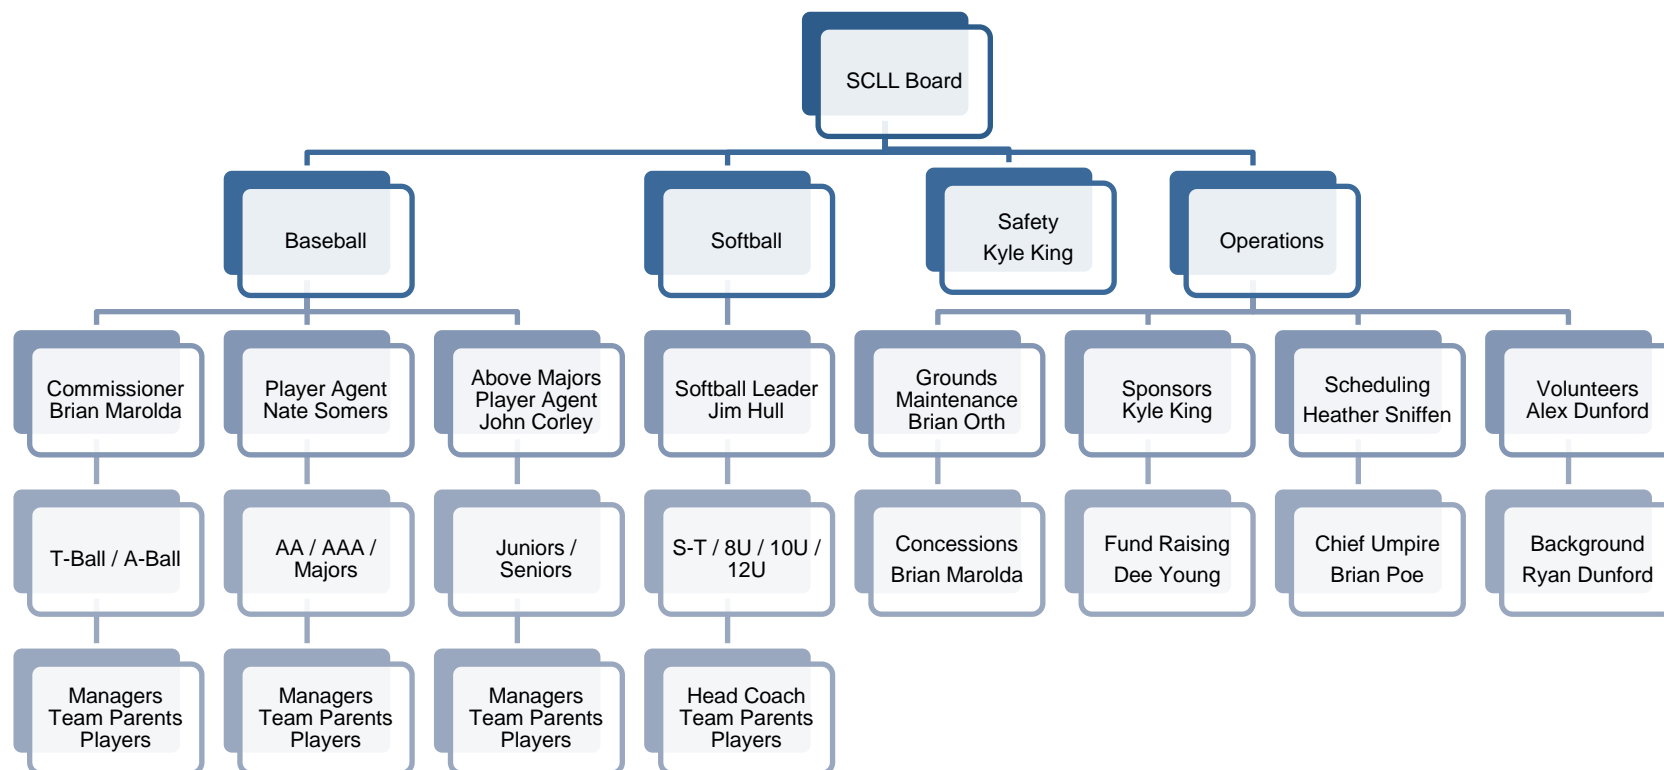 SCLL Board
Baseball
Softball
Safety
Kyle King
Operations
Commissioner
Brian Marolda
Player Agent
Nate Somers
Above Majors
Player Agent
John Corley
Softball Leader
Jim Hull
Grounds
Maintenance
Brian Orth
Sponsors
Kyle King
Scheduling
Heather Sniffen
Volunteers
Alex Dunford
T-Ball / A-Ball
AA / AAA /
Majors
Juniors /
Seniors
S-T / 8U / 10U /
12U
Concessions
Brian Marolda
Fund Raising
Dee Young
Chief Umpire
Brian Poe
Background
Ryan Dunford
Managers
Team Parents
Players
Managers
Team Parents
Players
Managers
Team Parents
Players
Head Coach
Team Parents
Players